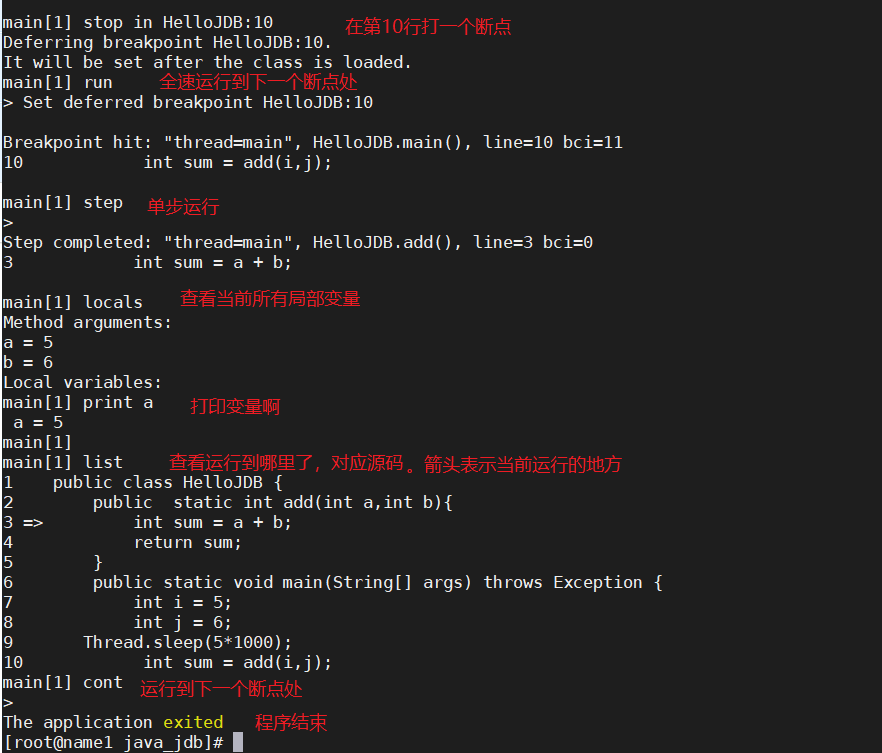 main[1] stop in HelloJDB:10 在第10行打一个断点
Deferring breakpoint HelloJDB:10.
It will be set after the class is loaded.
main[1] run 全速运行到下一个断点处
> Set deferred breakpoint HelloJDB:10
Breakpoint hit: "thread=main", HelloJDB.main(), line=10 bci=11
10 int sum = add(i,j);
main[1] step 单步运行
>
Step completed: "thread=main", HelloJDB.add(), line=3 bci=0
3 int sum = a + b;
main[1] locals 查看当前所有局部变量
Method arguments:
a = 5
b = 6
Local variables:
main[1] print a 打印变量啊
a = 5
main[1]
main[1] list 查看运行到哪里了，对应源码 。箭头表示当前运行的地方
1 public class HelloJDB {
2 public static int add(int a,int b){
3 => int sum = a + b;
4 return sum;
5 }
6 public static void main(String[] args) throws Exception {
7 int i = 5;
8 int j = 6;
9 Thread.sleep(5*1000);
10 int sum = add(i,j);
main[1] cont 运行到下一个断点处
>
The application exited 程序结束
[root@name1 java_jdb]#